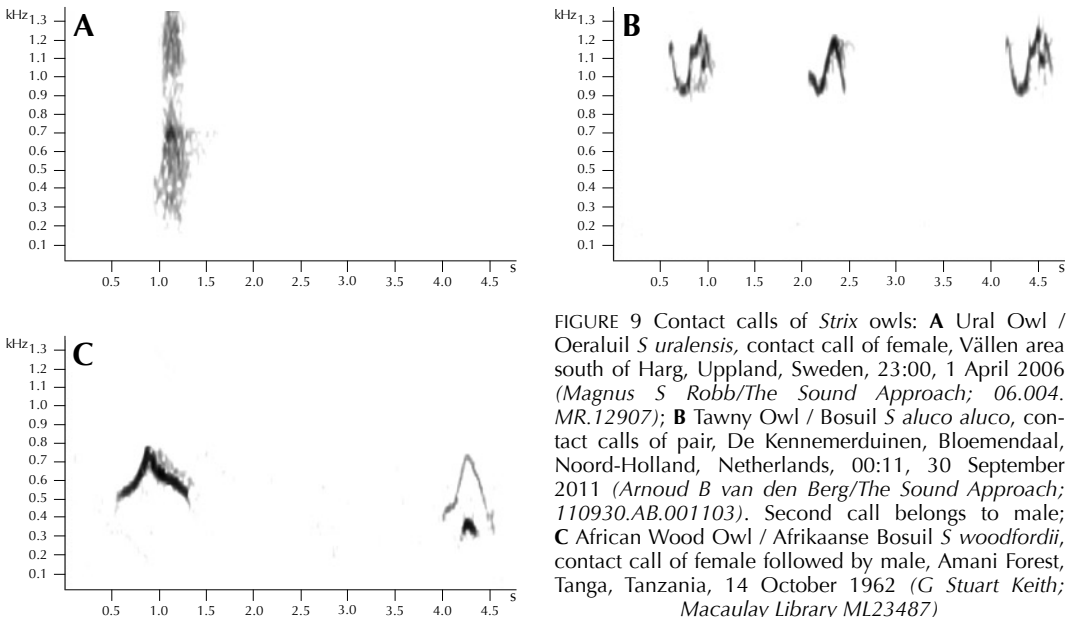 kHz
1.3
A
1.2
1.1
1.0
0.9
0.8
0.7
0.6
0.5
0.4
0.3
0.2
0.1
s
0.5 1.0 1.5 2.0 2.5 3.0 3.5 4.0 4.5
kHz
1.3
B
1.2
1.1
1.0
0.9
0.8
0.7
0.6
0.5
0.4
0.3
0.2
0.1
s
0.5 1.0 1.5 2.0 2.5 3.0 3.5 4.0 4.5
kHz
1.3
C
1.2
1.1
1.0
0.9
0.8
0.7
0.6
0.5
0.4
0.3
0.2
0.1
s
0.5 1.0 1.5 2.0 2.5 3.0 3.5 4.0 4.5
FIGURE 9 Contact calls of Strix owls: A Ural Owl /
Oeraluil S uralensis, contact call of female, Vällen area
south of Harg, Uppland, Sweden, 23:00, 1 April 2006
(Magnus S Robb/The Sound Approach; 06.004.
MR.12907); B Tawny Owl / Bosuil S aluco aluco, con-
tact calls of pair, De Kennemerduinen, Bloemendaal,
Noord-Holland, Netherlands, 00:11, 30 September
2011 (Arnoud B van den Berg/The Sound Approach;
110930.AB.001103). Second call belongs to male;
C African Wood Owl / Afrikaanse Bosuil S woodfordii,
contact call of female followed by male, Amani Forest,
Tanga, Tanzania, 14 October 1962 (G Stuart Keith;
Macaulay Library ML23487)